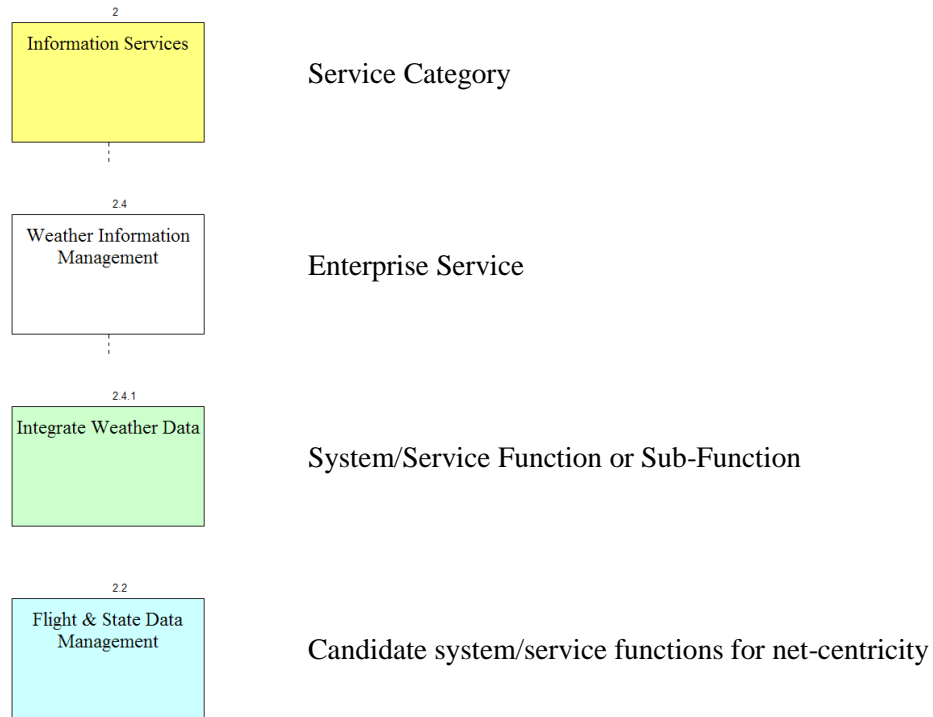 2
Information Services
Service Category
2.4
Weather Information
Management
Enterprise Service
2.4.1
Integrate Weather Data
System/Service Function or Sub-Function
2.2
Flight & State Data
Management
Candidate system/service functions for net-centricity